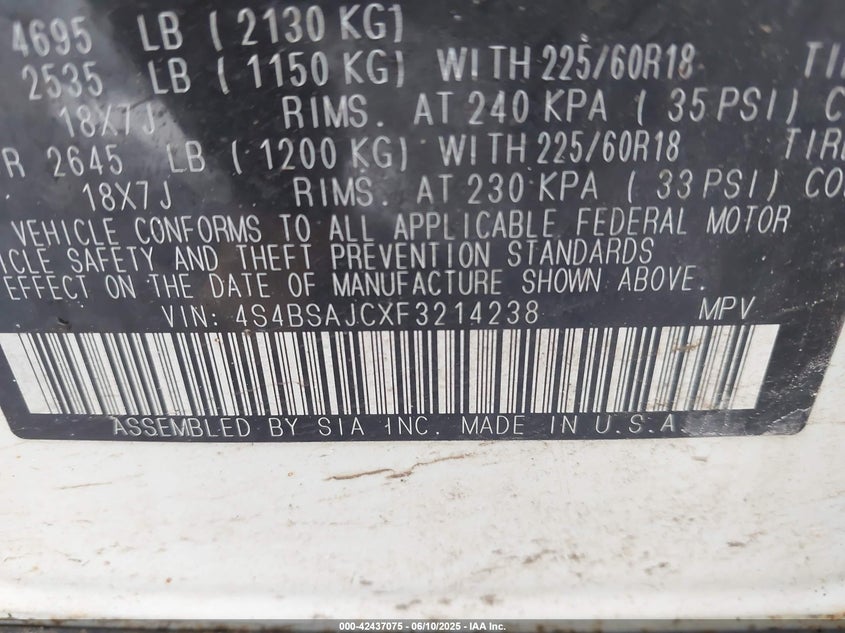 4695 LB ( 2130 KG)
2535 LB ( 1150 KG) WITH 225/60R18
18X7J RIMS. AT 240 KPA ( 35 PSI)
R 2645 LB ( 1200 KG) WITH 225/60R18
18X7J RIMS. AT 230 KPA ( 33 PSI)
VEHICLE CONFORMS TO ALL APPLICABLE FEDERAL MOTOR
ICLE SAFETY AND THEFT PREVENTION STANDARDS
EFFECT ON THE DATE OF MANUFACTURE SHOWN ABOVE.
VIN: 4S4BSAJCXF3214238 MPV
ASSEMBLED BY SIA INC. MADE IN U.S.A
000-42437075 - 06/10/2025 - IAA Inc.